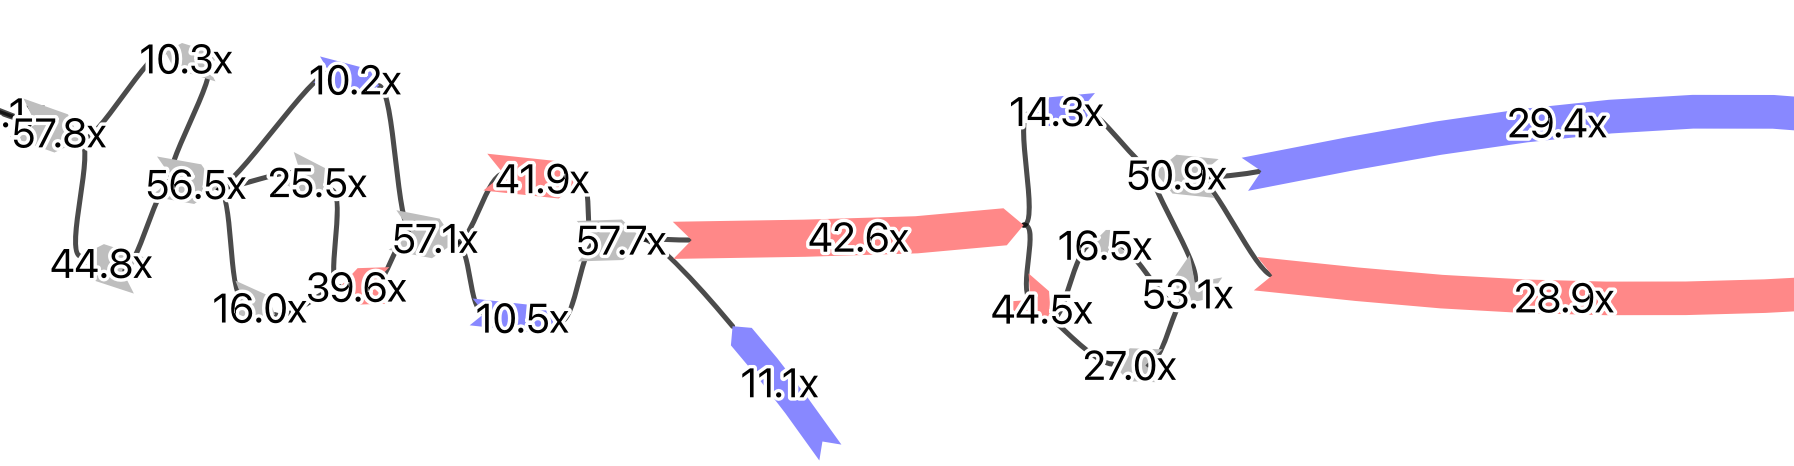 57.8x
10.3x
44.8x
56.5x
10.2x
25.5x
16.0x
39.6x
57.1x
41.9x
10.5x
57.7x
42.6x
11.1x
14.3x
16.5x
44.5x
27.0x
50.9x
53.1x
29.4x
28.9x